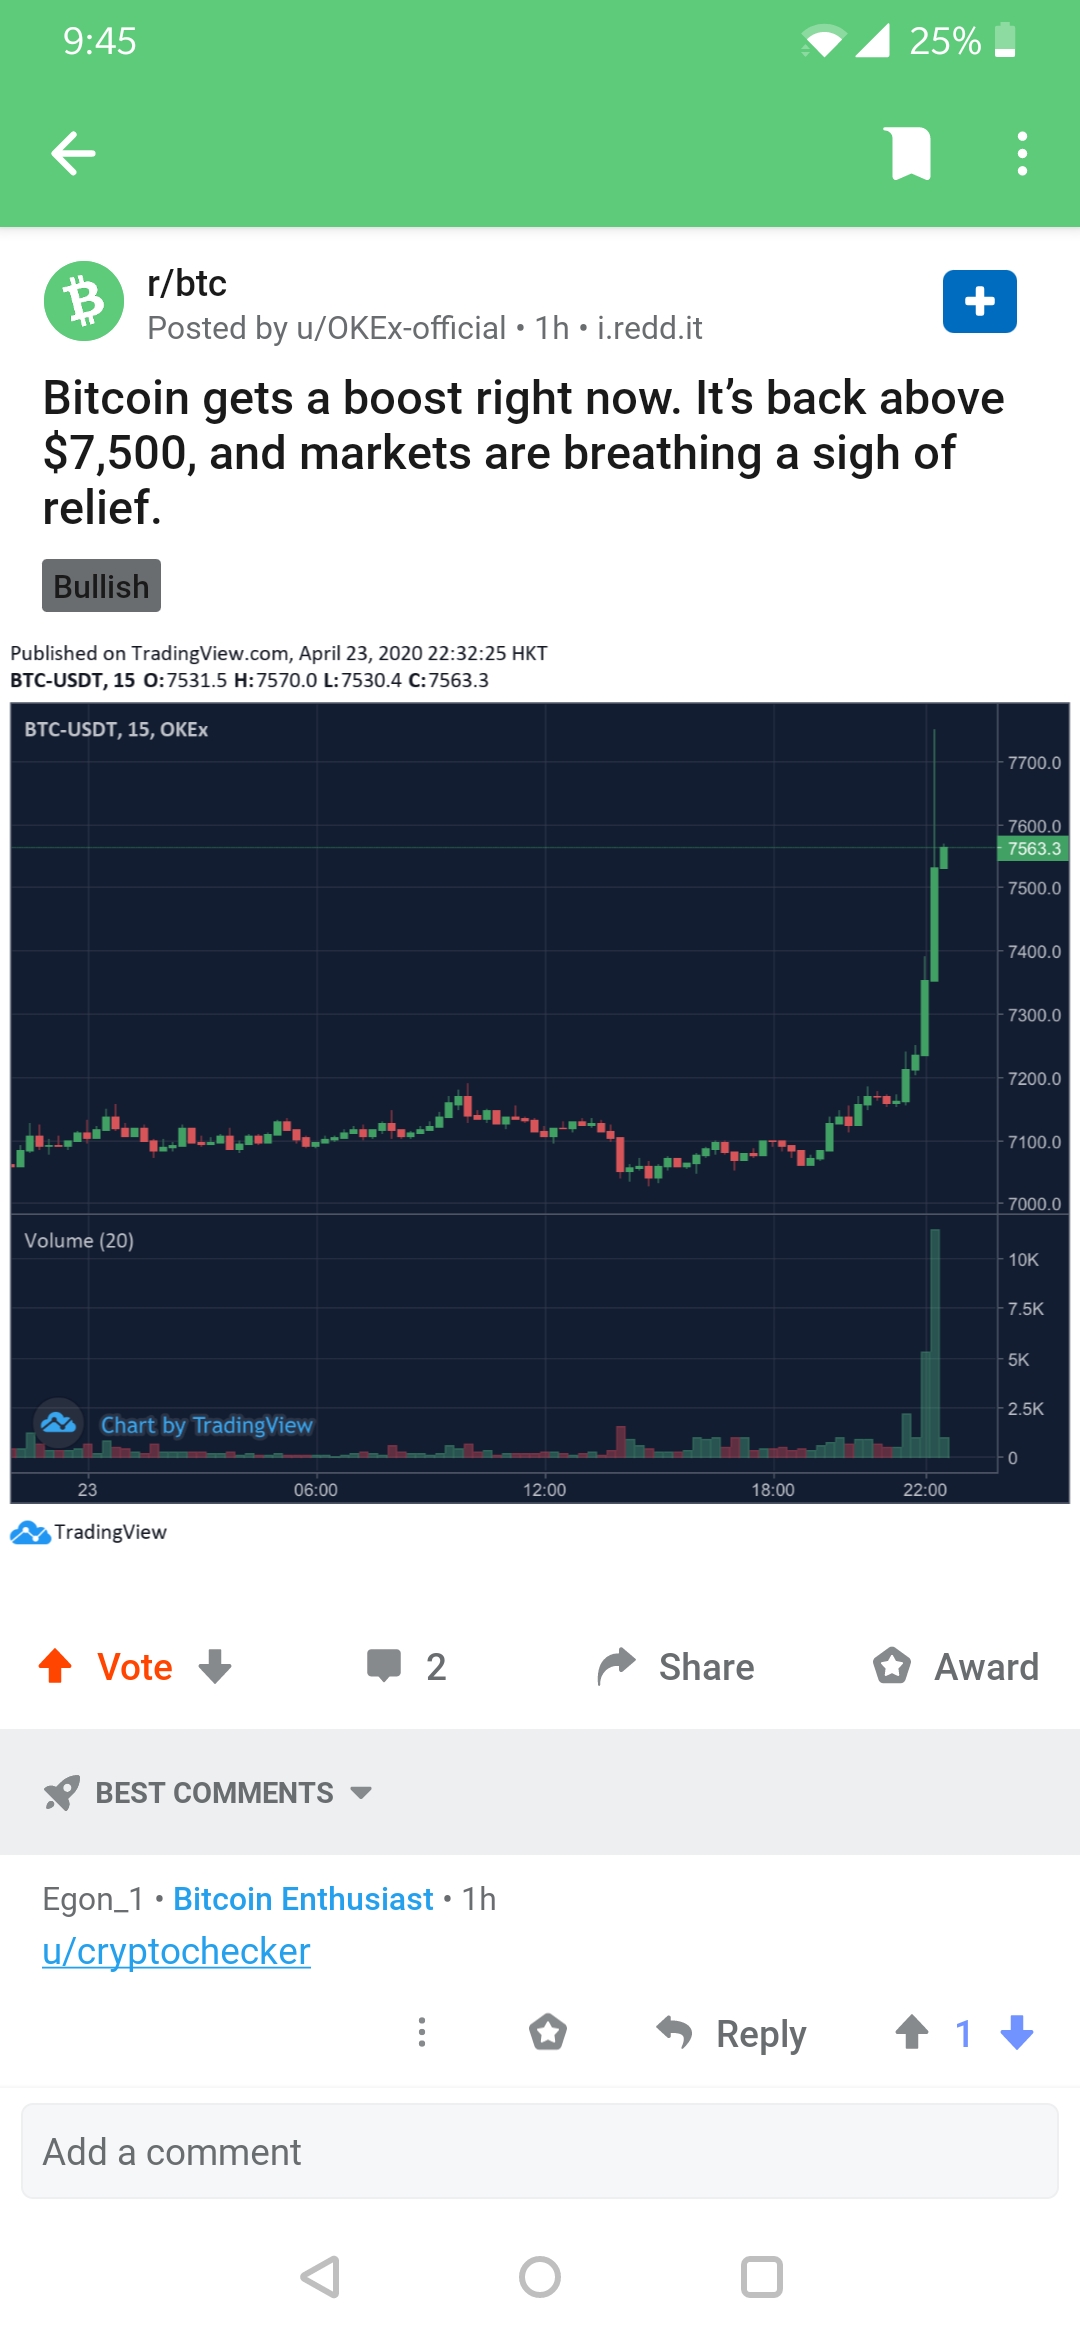 9:45
25%
r/btc
Posted by u/OKEx-official • 1h • i.redd.it
Bitcoin gets a boost right now. It’s back above
$7,500, and markets are breathing a sigh of
relief.
Bullish
Published on TradingView.com, April 23, 2020 22:32:25 HKT
BTC-USDT, 15 O:7531.5 H:7570.0 L:7530.4 C:7563.3
BTC-USDT, 15, OKEx
7700.0
7600.0
7563.3
7500.0
7400.0
7300.0
7200.0
7100.0
7000.0
Volume (20)
10K
7.5K
5K
2.5K
0
Chart by TradingView
23 06:00 12:00 18:00 22:00
TradingView
Vote 2 Share Award
BEST COMMENTS
Egon_1 • Bitcoin Enthusiast • 1h
u/cryptochecker
Reply 1
Add a comment